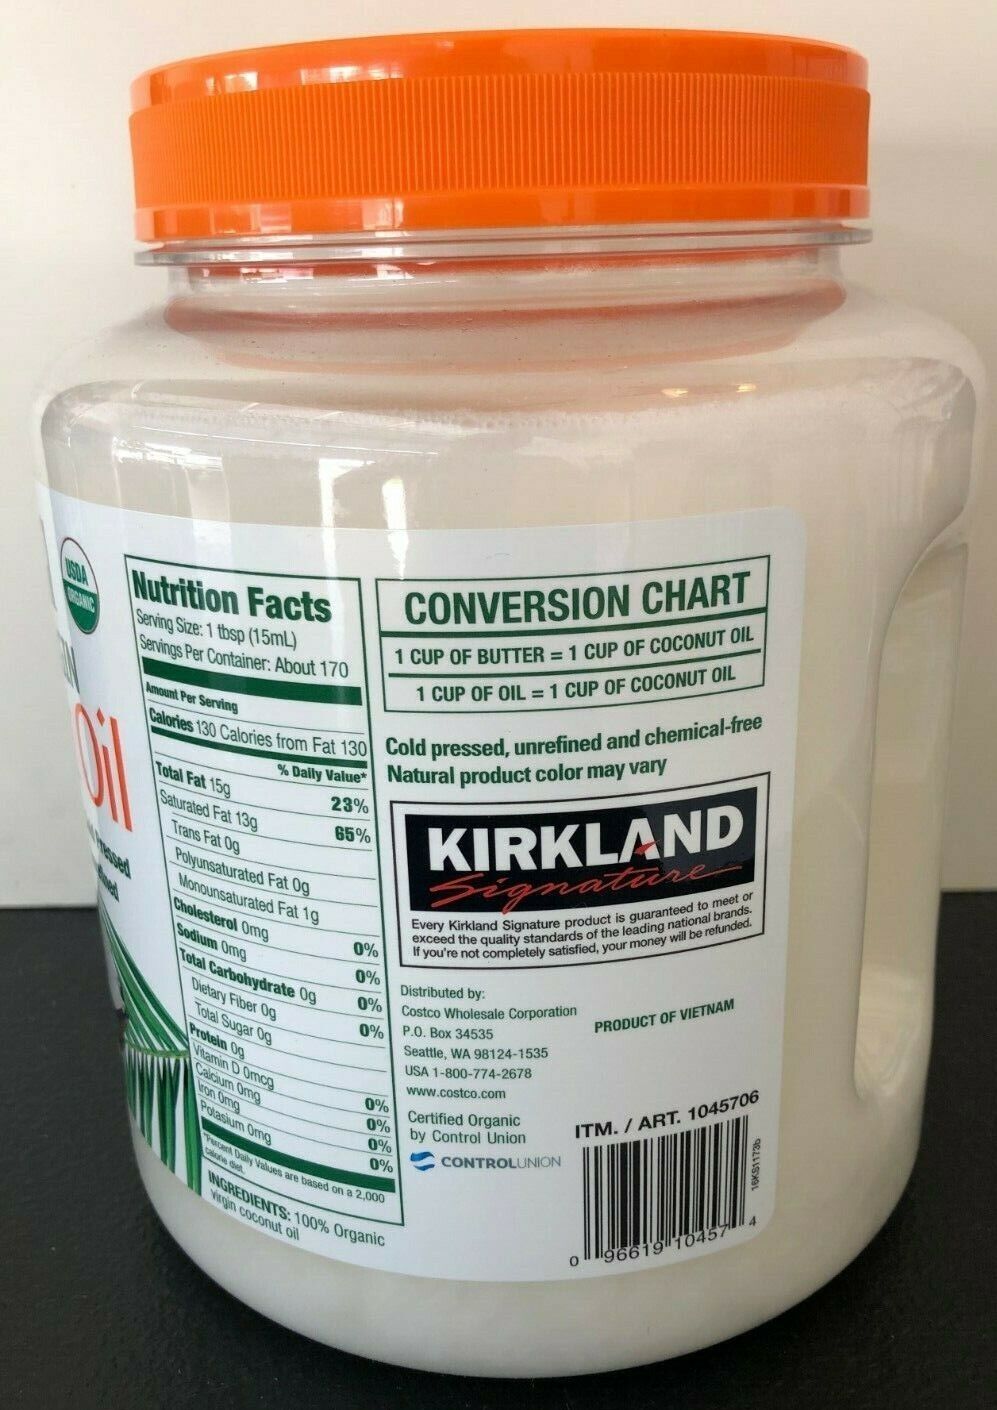 USDA
ORGANIC
Oil
Nutrition Facts
Serving Size: 1 tbsp (15mL)
Servings Per Container: About 170
Amount Per Serving
Calories 130 Calories from Fat 130
% Daily Value*
Total Fat 15g 23%
Saturated Fat 13g 65%
Trans Fat 0g
Polyunsaturated Fat 0g
Monounsaturated Fat 1g
Cholesterol 0mg 0%
Sodium 0mg 0%
Total Carbohydrate 0g 0%
Dietary Fiber 0g 0%
Total Sugar 0g
Protein 0g
Vitamin D 0mcg 0%
Calcium 0mg 0%
Iron 0mg 0%
Potasium 0mg 0%
*Percent Daily Values are based on a 2,000
calorie diet.
INGREDIENTS: 100% Organic
virgin coconut oil
CONVERSION CHART
1 CUP OF BUTTER = 1 CUP OF COCONUT OIL
1 CUP OF OIL = 1 CUP OF COCONUT OIL
Cold pressed, unrefined and chemical-free
Natural product color may vary
KIRKLAND
Signature
Every Kirkland Signature product is guaranteed to meet or
exceed the quality standards of the leading national brands.
If you're not completely satisfied, your money will be refunded.
Distributed by:
Costco Wholesale Corporation
P.O. Box 34535
Seattle, WA 98124-1535
USA 1-800-774-2678
www.costco.com
PRODUCT OF VIETNAM
Certified Organic
by Control Union
CONTROLUNION
ITM. / ART. 1045706
0 96619 10457 4